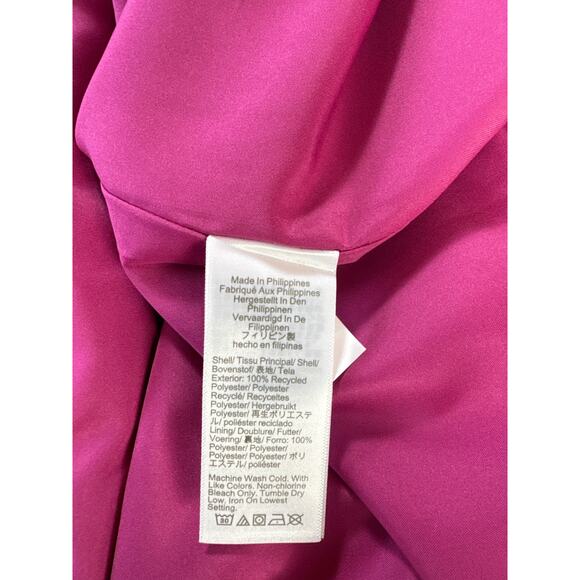 Made In Philippines
Fabriqué Aux Philippines
Hergestellt In Den
Philippinen
Vervaardigd In De
Filippijnen
フィリピン製
hecho en filipinas
Shell/ Tissu Principal/ Shell/
Bovenstof/ 表地/ Tela
Exterior: 100% Recycled
Polyester/ Polyester
Recyclé/ Recyceltes
Polyester/ Hergebruikt
Polyester/ 再生ポリエステ
ル/ poliéster reciclado
Lining/ Doublure/ Futter/
Voering/ 裏地/ Forro: 100%
Polyester/ Polyester/
Polyester/ Polyester/ ポリ
エステル/ poliéster
Machine Wash Cold. With
Like Colors. Non-chlorine
Bleach Only. Tumble Dry
Low. Iron On Lowest
Setting.
30